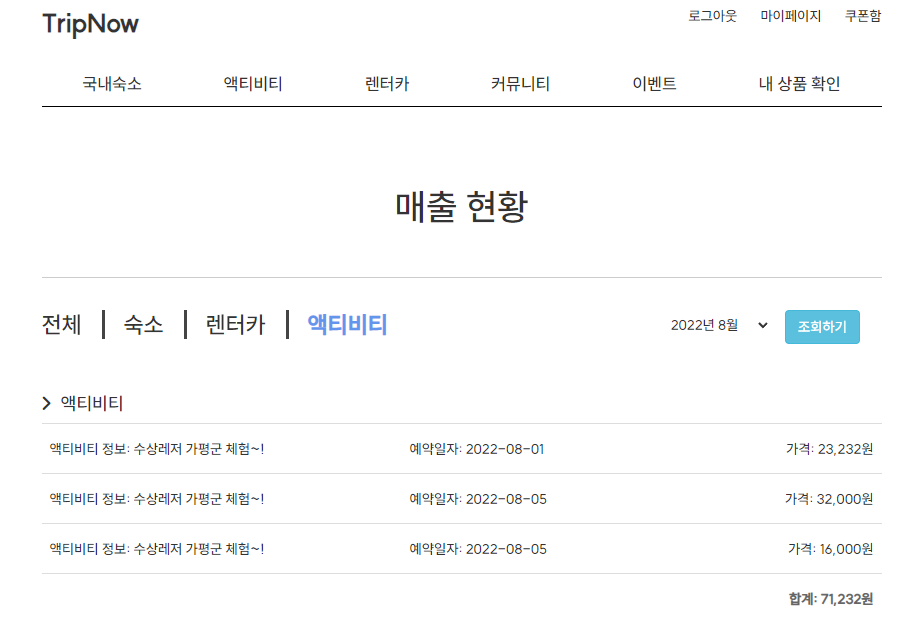 TripNow
로그아웃 마이페이지 쿠폰함
국내숙소 액티비티 렌터카 커뮤니티 이벤트 내 상품 확인
매출 현황
전체 숙소 렌터카 액티비티 2022년 8월 조회하기
액티비티
액티비티 정보: 수상레저 가평군 체험~! 예약일자: 2022-08-01 가격: 23,232원
액티비티 정보: 수상레저 가평군 체험~! 예약일자: 2022-08-05 가격: 32,000원
액티비티 정보: 수상레저 가평군 체험~! 예약일자: 2022-08-05 가격: 16,000원
합계: 71,232원